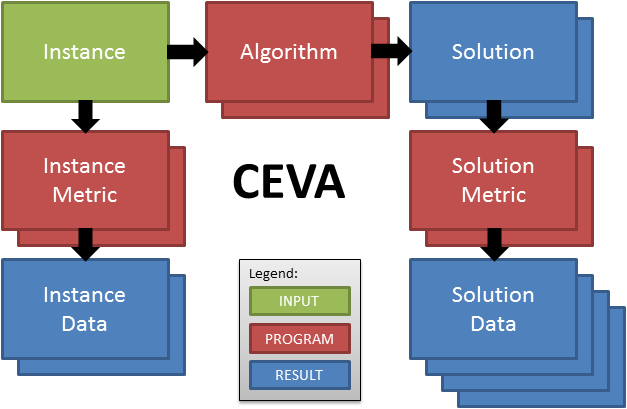 Instance
Algorithm
Solution
Instance
Metric
CEVA
Solution
Metric
Instance
Data
Legend:
INPUT
PROGRAM
RESULT
Solution
Data